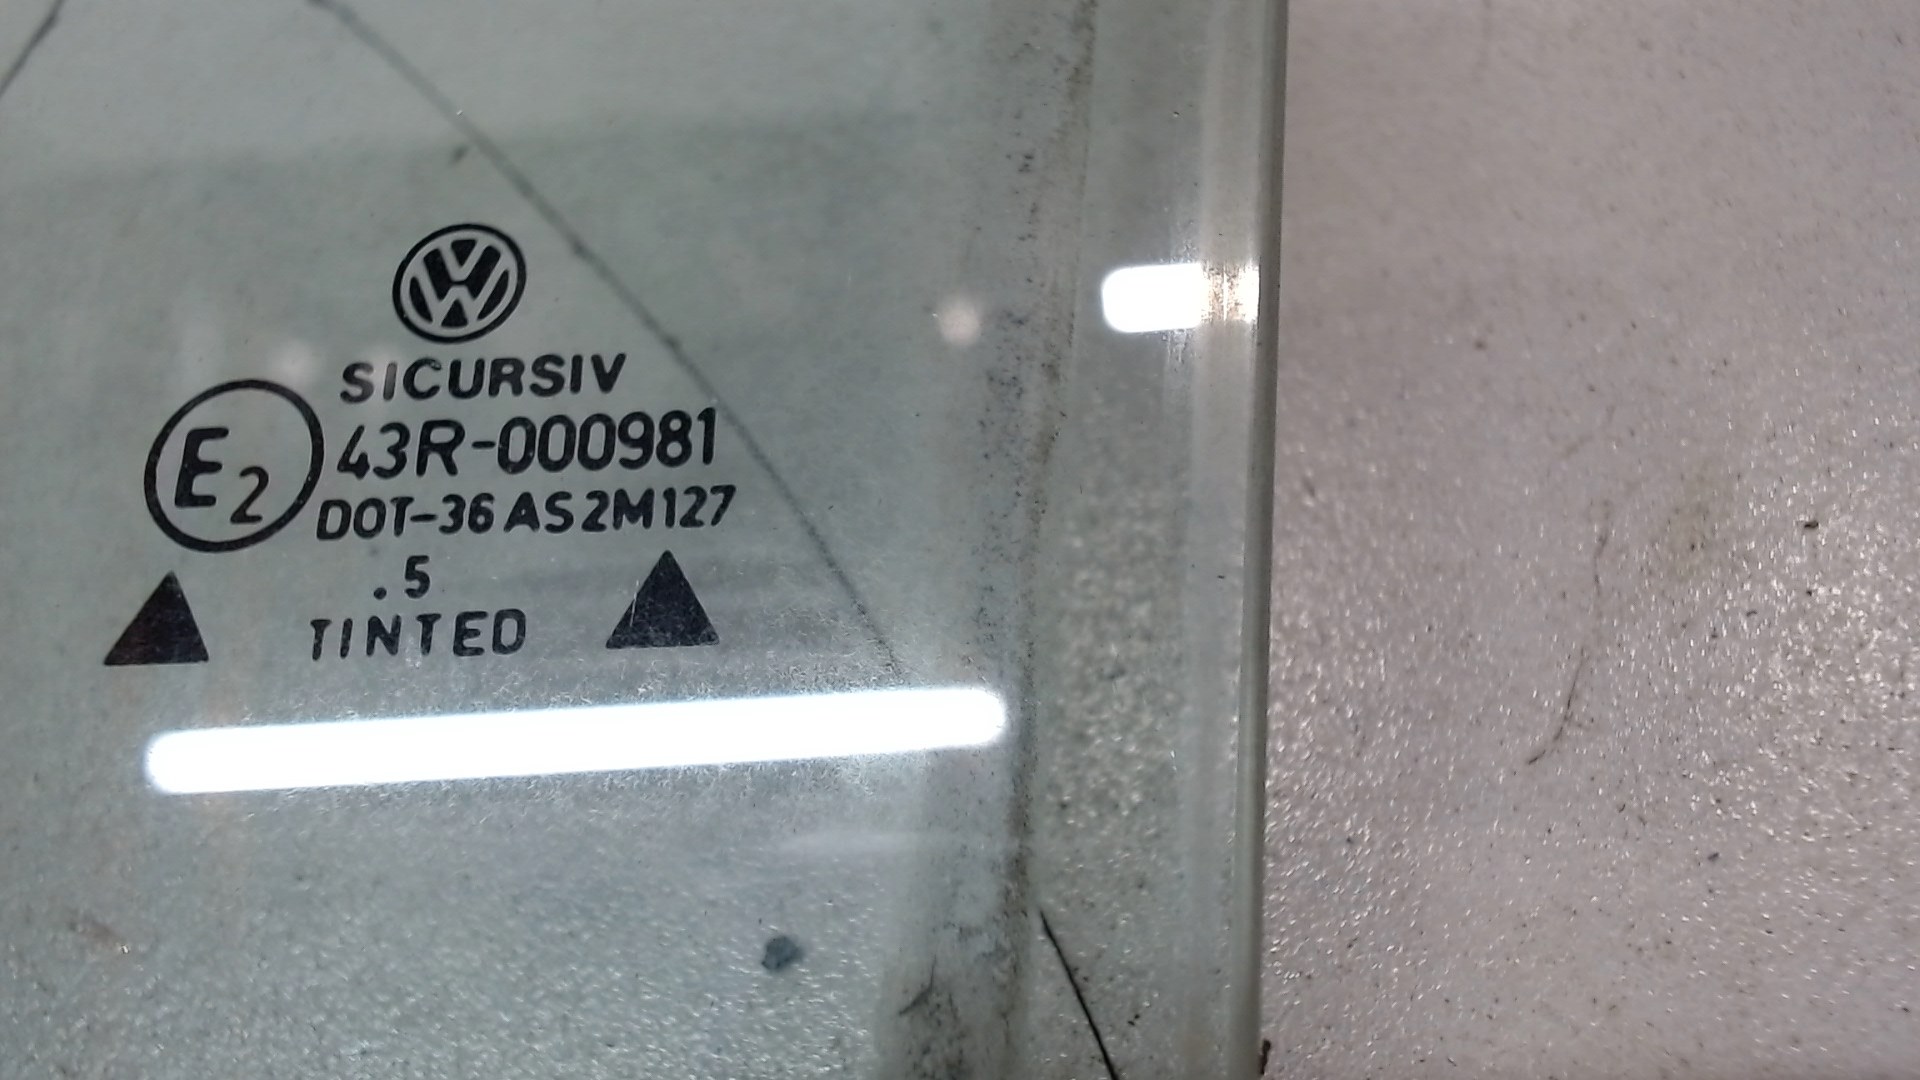 SICURSIV
E2 43R-000981
DOT-36 AS2M127
.5
TINTED